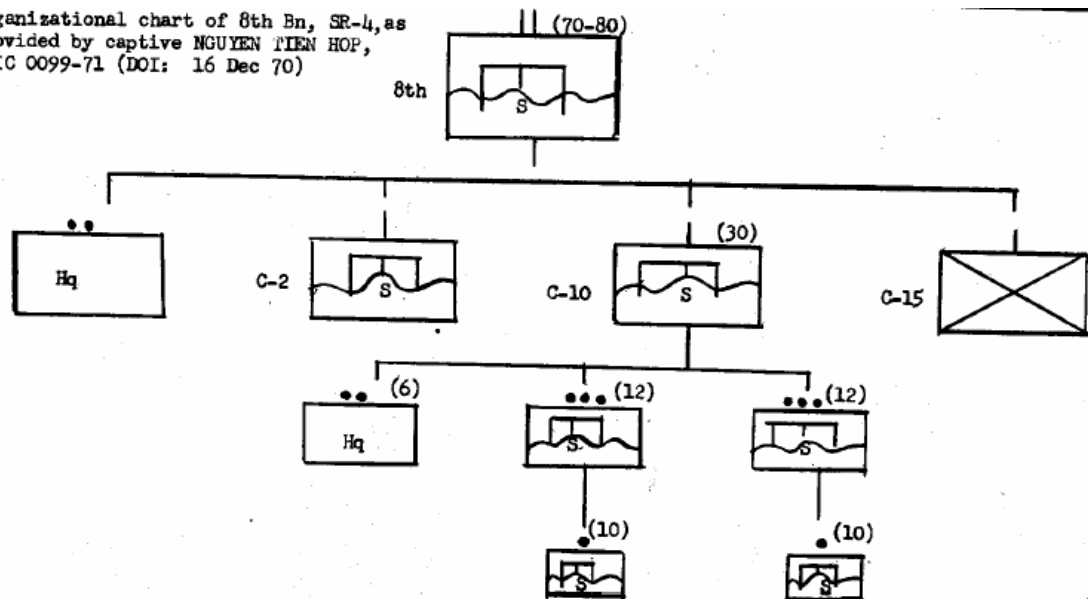 ganizational chart of 8th Bn, SR-4, as
ovided by captive NGUYEN TIEN HOP,
IC 0099-71 (DOI: 16 Dec 70)
(70-80)
8th
S
Hq
C-2
S
(30)
C-10
S
C-15
(6)
Hq
(12)
S
(12)
S
(10)
S
(10)
S